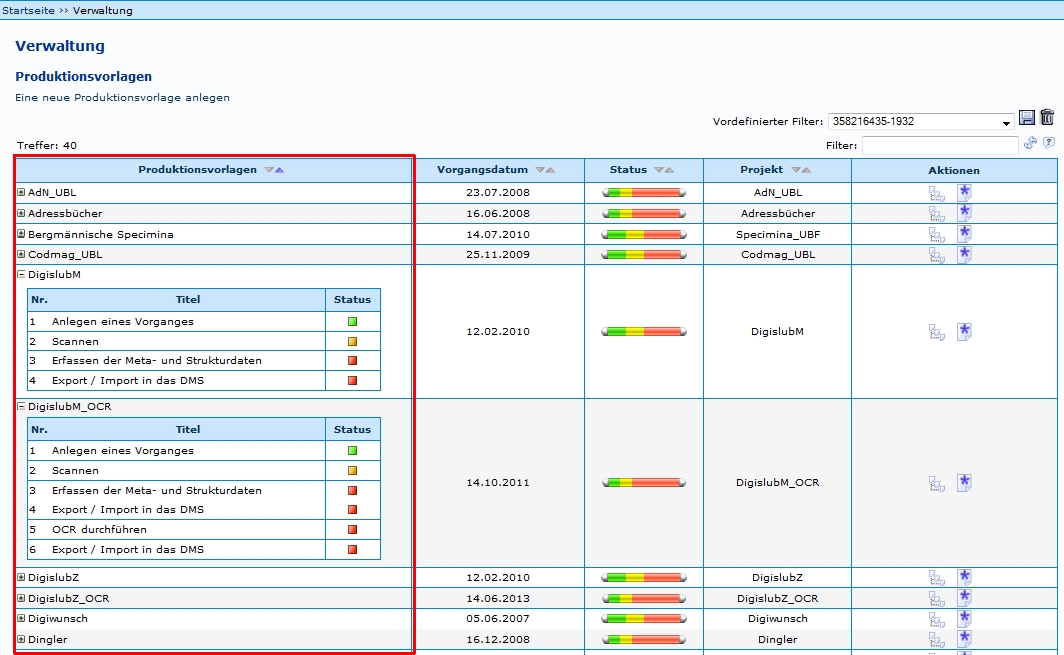 Startseite >> Verwaltung
Verwaltung
Produktionsvorlagen
Eine neue Produktionsvorlage anlegen
Vordefinierter Filter: 358216435-1932
Treffer: 40 Filter:
Produktionsvorlagen Vorgangsdatum Status Projekt Aktionen
AdN_UBL 23.07.2008 AdN_UBL
Adressbücher 16.06.2008 Adressbücher
Bergmännische Specimina 14.07.2010 Specimina_UBF
Codmag_UBL 25.11.2009 Codmag_UBL
DigislubM 12.02.2010 DigislubM
Nr. Titel Status
1 Anlegen eines Vorganges
2 Scannen
3 Erfassen der Meta- und Strukturdaten
4 Export / Import in das DMS
DigislubM_OCR 14.10.2011 DigislubM_OCR
Nr. Titel Status
1 Anlegen eines Vorganges
2 Scannen
3 Erfassen der Meta- und Strukturdaten
4 Export / Import in das DMS
5 OCR durchführen
6 Export / Import in das DMS
DigislubZ 12.02.2010 DigislubZ
DigislubZ_OCR 14.06.2013 DigislubZ_OCR
Digiwunsch 05.06.2007 Digiwunsch
Dingler 16.12.2008 Dingler